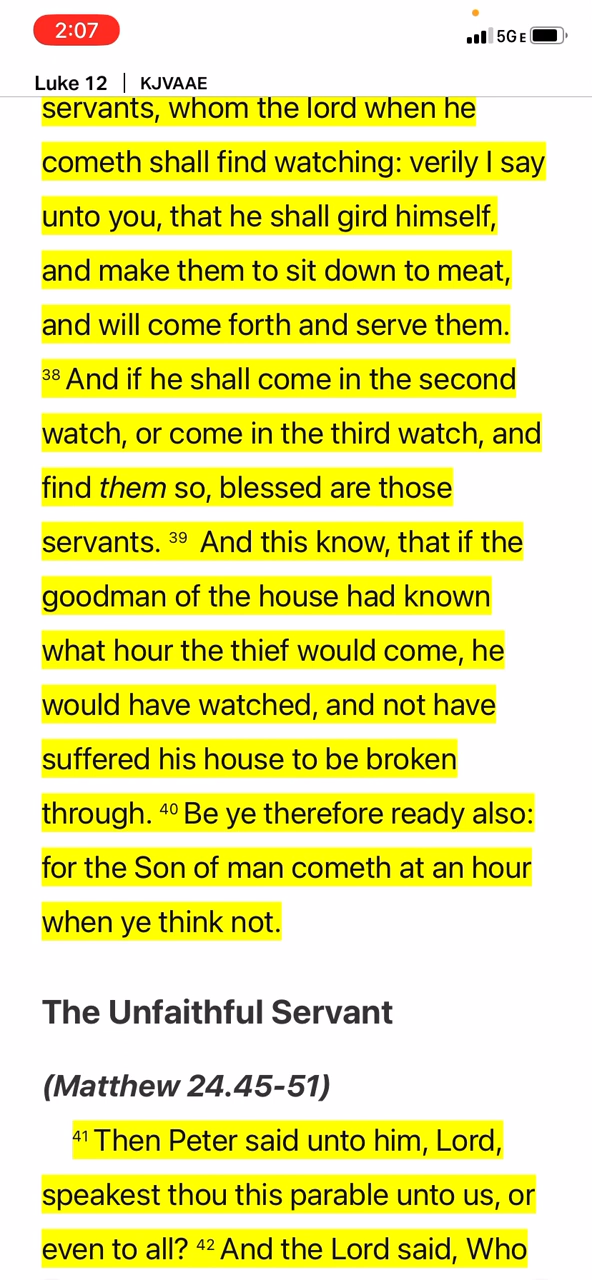 2:07
5GE
Luke 12 | KJVAAE
servants, whom the lord when he
cometh shall find watching: verily I say
unto you, that he shall gird himself,
and make them to sit down to meat,
and will come forth and serve them.
38 And if he shall come in the second
watch, or come in the third watch, and
find them so, blessed are those
servants. 39 And this know, that if the
goodman of the house had known
what hour the thief would come, he
would have watched, and not have
suffered his house to be broken
through. 40 Be ye therefore ready also:
for the Son of man cometh at an hour
when ye think not.
The Unfaithful Servant
(Matthew 24.45-51)
41 Then Peter said unto him, Lord,
speakest thou this parable unto us, or
even to all? 42 And the Lord said, Who